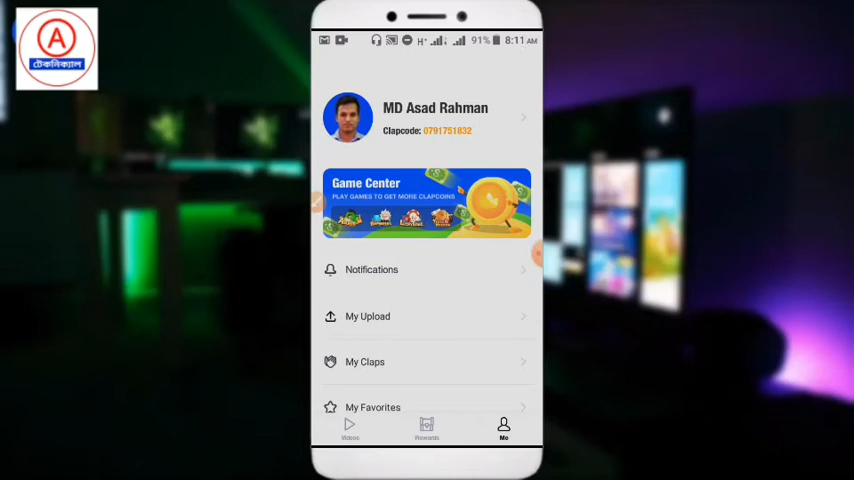 A
টেকনিক্যাল
H+
91%
8:11 AM
MD Asad Rahman
Clapcode: 0791751832
Game Center
PLAY GAMES TO GET MORE CLAPCOINS
Notifications
My Upload
My Claps
My Favorites
Videos
Rewards
Me